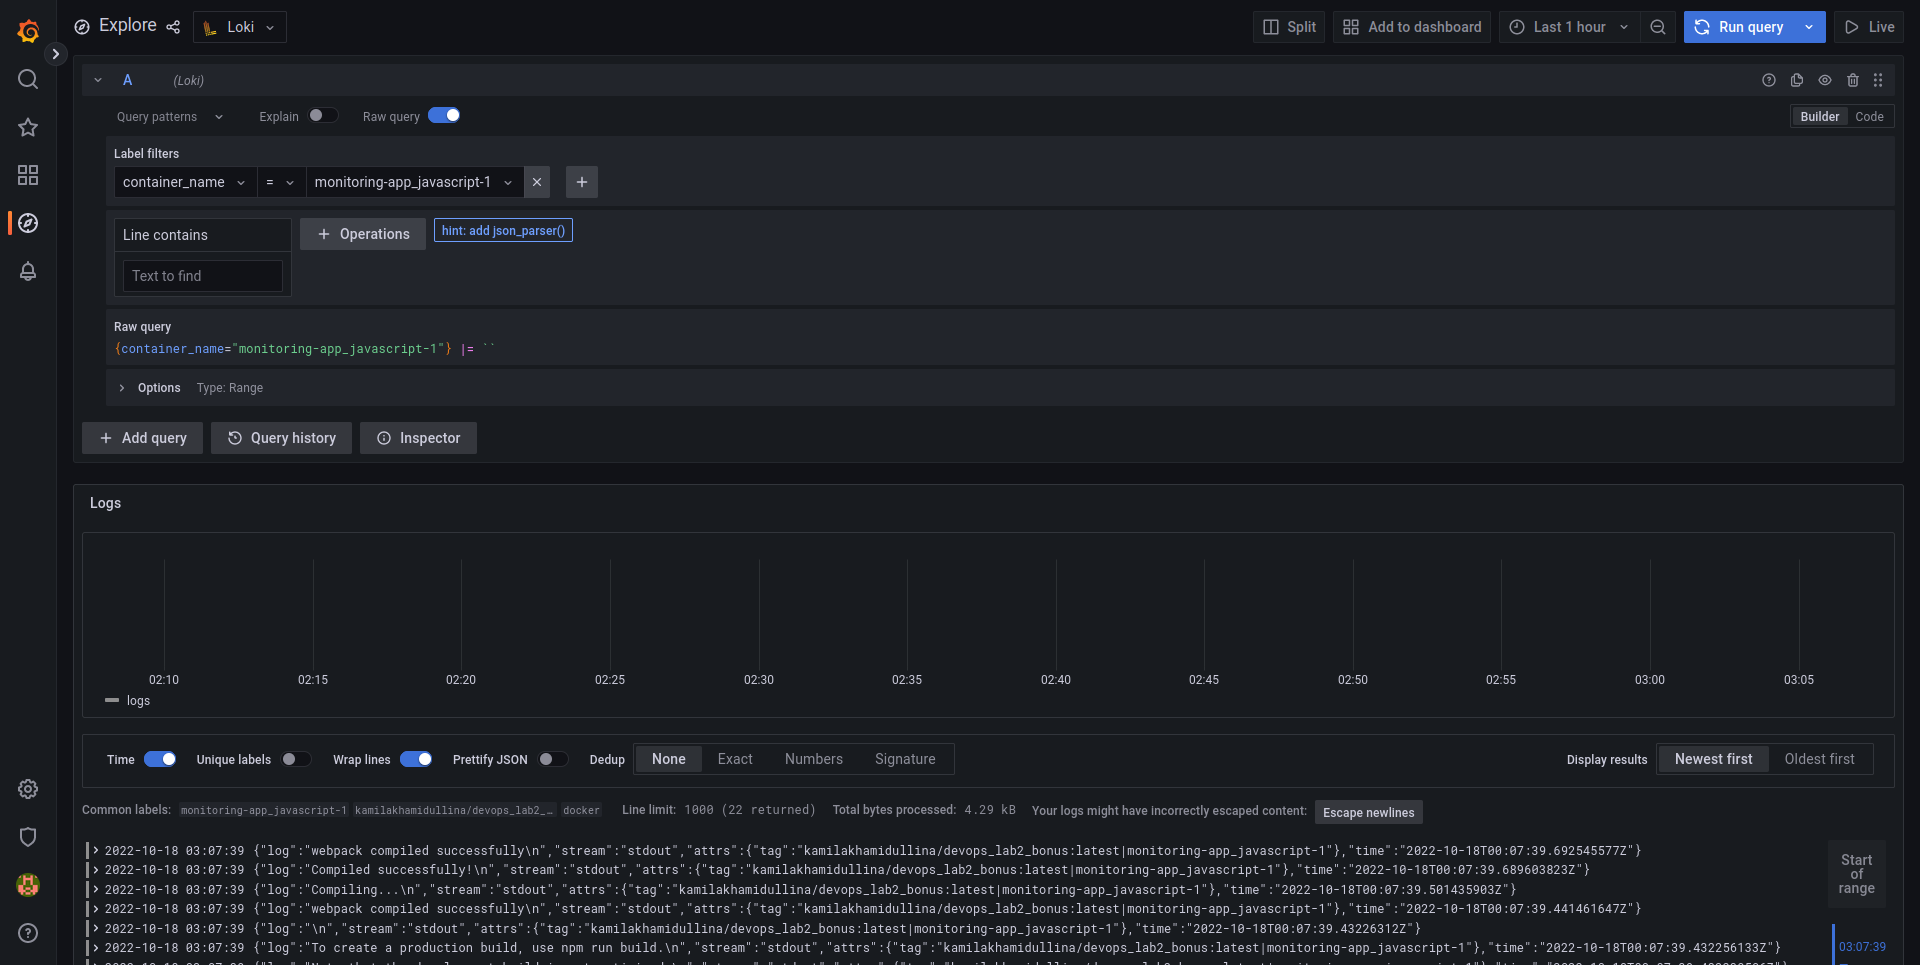 Explore Loki Split Add to dashboard Last 1 hour Run query Live
A (Loki)
Query patterns Explain Raw query Builder Code
Label filters
container_name = monitoring-app_javascript-1
Line contains + Operations hint: add json_parser()
Text to find
Raw query
{container_name="monitoring-app_javascript-1"} |= ``
Options Type: Range
+ Add query Query history Inspector
Logs
02:10 02:15 02:20 02:25 02:30 02:35 02:40 02:45 02:50 02:55 03:00 03:05
logs
Time Unique labels Wrap lines Prettify JSON Dedup None Exact Numbers Signature Display results Newest first Oldest first
Common labels: monitoring-app_javascript-1 kamilakhamidullina/devops_lab2_… docker Line limit: 1000 (22 returned) Total bytes processed: 4.29 kB Your logs might have incorrectly escaped content: Escape newlines
2022-10-18 03:07:39 {"log":"webpack compiled successfully\n","stream":"stdout","attrs":{"tag":"kamilakhamidullina/devops_lab2_bonus:latest|monitoring-app_javascript-1"},"time":"2022-10-18T00:07:39.692545577Z"}
2022-10-18 03:07:39 {"log":"Compiled successfully!\n","stream":"stdout","attrs":{"tag":"kamilakhamidullina/devops_lab2_bonus:latest|monitoring-app_javascript-1"},"time":"2022-10-18T00:07:39.689603823Z"}
2022-10-18 03:07:39 {"log":"Compiling...\n","stream":"stdout","attrs":{"tag":"kamilakhamidullina/devops_lab2_bonus:latest|monitoring-app_javascript-1"},"time":"2022-10-18T00:07:39.501435903Z"}
2022-10-18 03:07:39 {"log":"webpack compiled successfully\n","stream":"stdout","attrs":{"tag":"kamilakhamidullina/devops_lab2_bonus:latest|monitoring-app_javascript-1"},"time":"2022-10-18T00:07:39.441461647Z"}
2022-10-18 03:07:39 {"log":"\n","stream":"stdout","attrs":{"tag":"kamilakhamidullina/devops_lab2_bonus:latest|monitoring-app_javascript-1"},"time":"2022-10-18T00:07:39.43226312Z"}
2022-10-18 03:07:39 {"log":"To create a production build, use npm run build.\n","stream":"stdout","attrs":{"tag":"kamilakhamidullina/devops_lab2_bonus:latest|monitoring-app_javascript-1"},"time":"2022-10-18T00:07:39.432256133Z"}
Start
of
range
03:07:39